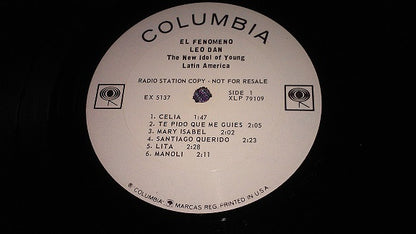 COLUMBIA
EL FENOMENO
LEO DAN
The New Idol of Young
Latin America
RADIO STATION COPY - NOT FOR RESALE
EX 5137
SIDE 1
XLP 79109
1. CELIA 1:47
2. TE PIDO QUE ME GUIES 2:05
3. MARY ISABEL 2:02
4. SANTIAGO QUERIDO 2:23
5. LITA 2:28
6. MANOLI 2:11
® "COLUMBIA" MARCAS REG. PRINTED IN U.S.A.